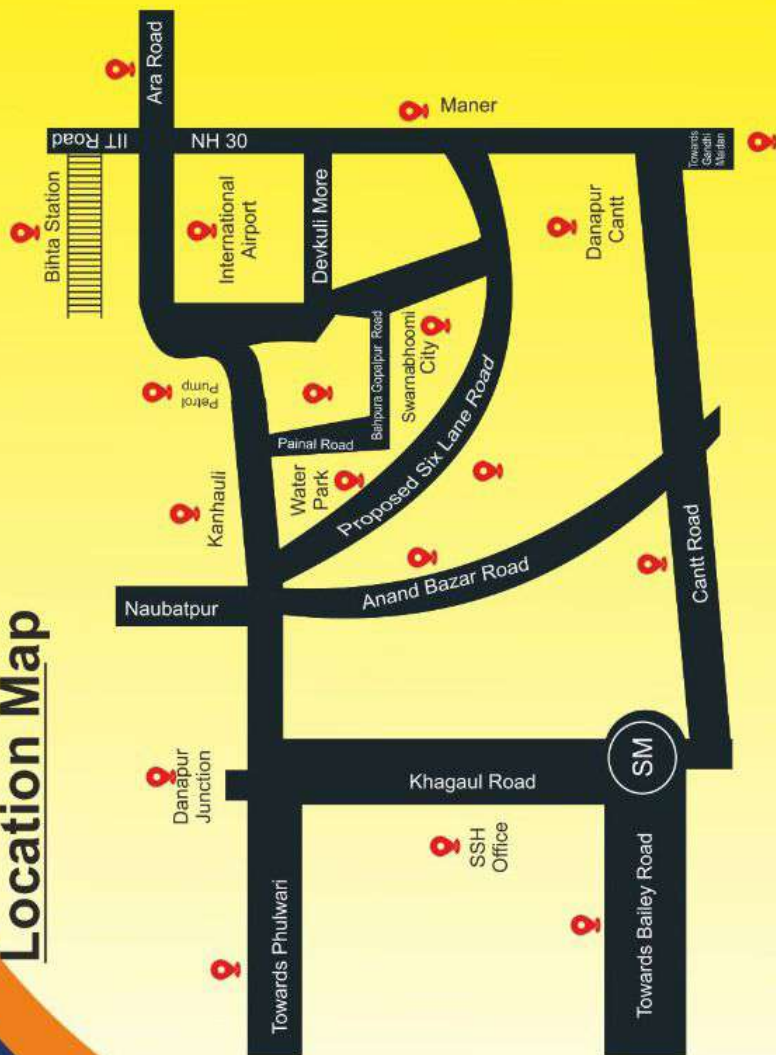 Location Map
Ara Road
IIT Road
NH 30
Maner
Towards
Gandhi
Maidan
Bihta Station
International
Airport
Devkuli More
Danapur
Cantt
Petrol
Pump
Bahpura Gopalpur Road
Swarnabhoomi
City
Painal Road
Kanhauli
Water
Park
Proposed Six Lane Road
Naubatpur
Anand Bazar Road
Cantt Road
Danapur
Junction
Khagaul Road
SM
SSH
Office
Towards Phulwari
Towards Bailey Road